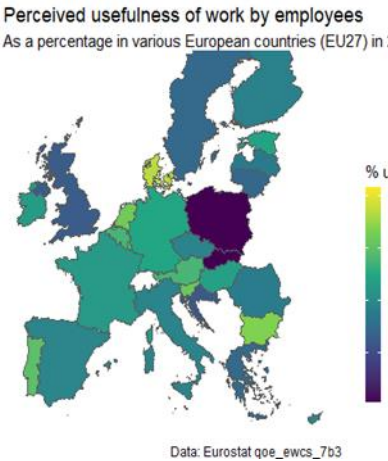 Perceived usefulness of work by employees
As a percentage in various European countries (EU27) in
% u
Data: Eurostat qoe_ewcs_7b3